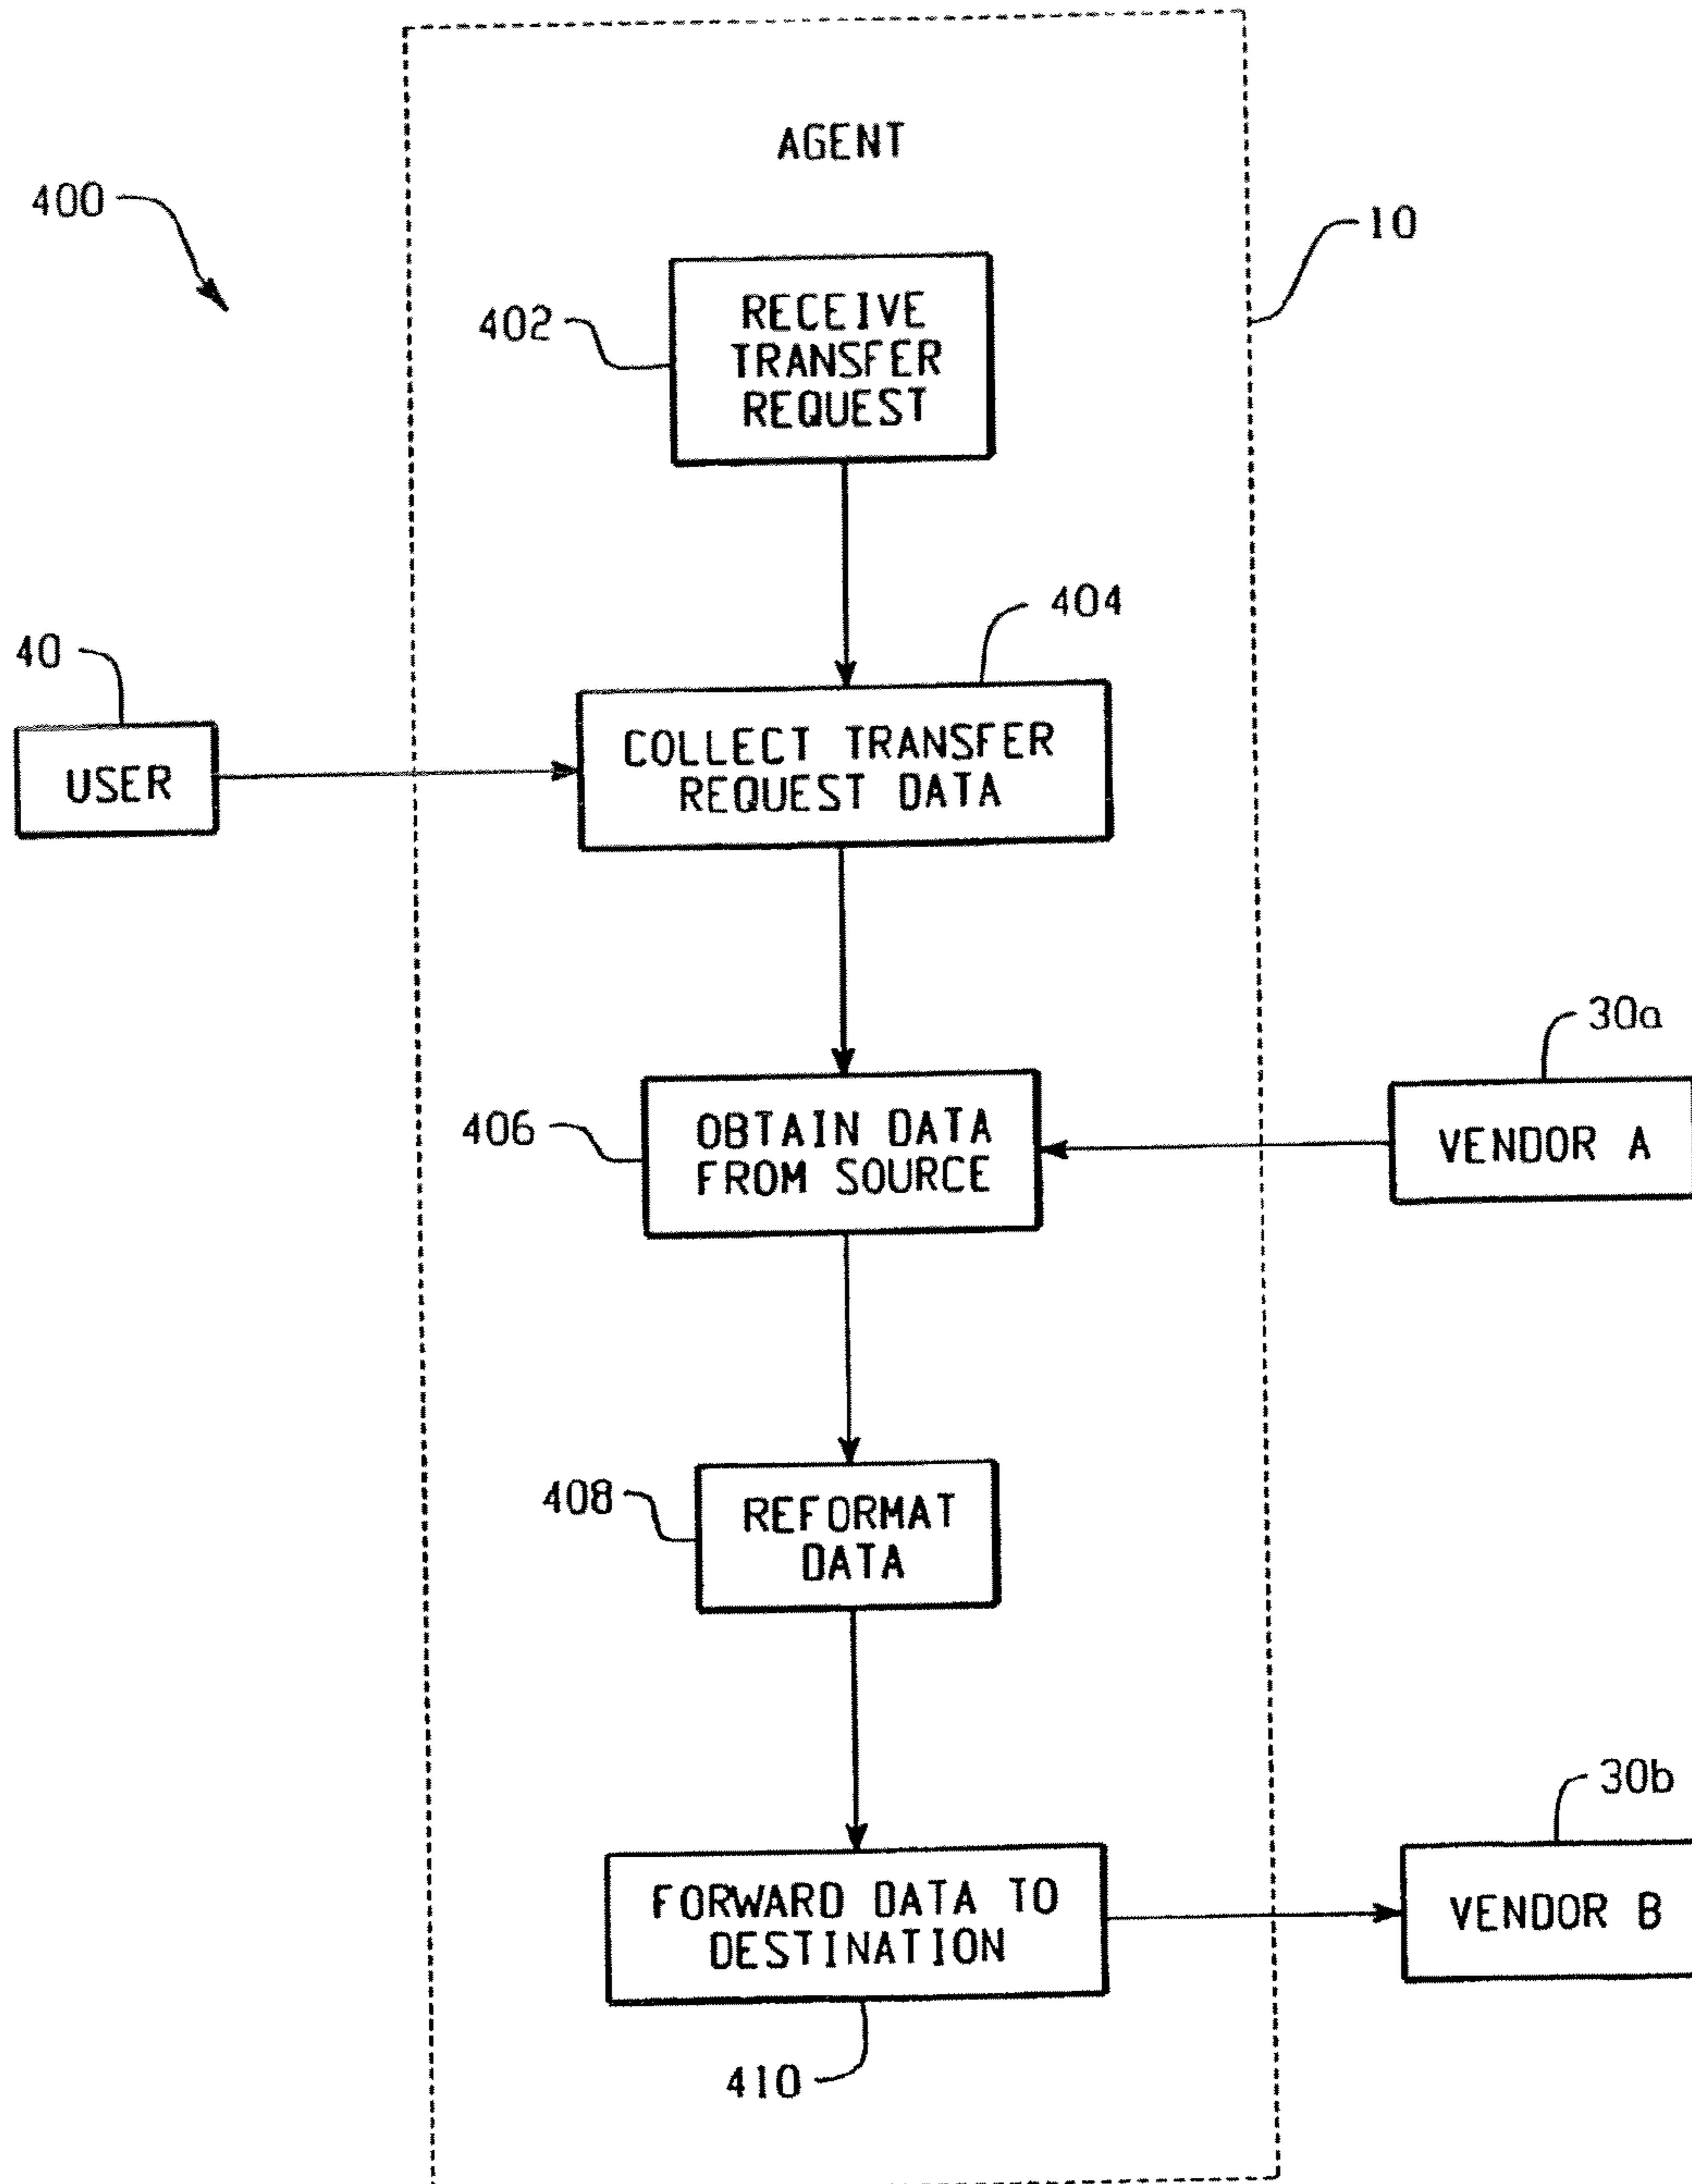 AGENT
400
10
402
RECEIVE
TRANSFER
REQUEST
404
40
COLLECT TRANSFER
REQUEST DATA
USER
30a
406
OBTAIN DATA
FROM SOURCE
VENDOR A
408
REFORMAT
DATA
30b
FORWARD DATA TO
DESTINATION
VENDOR B
410